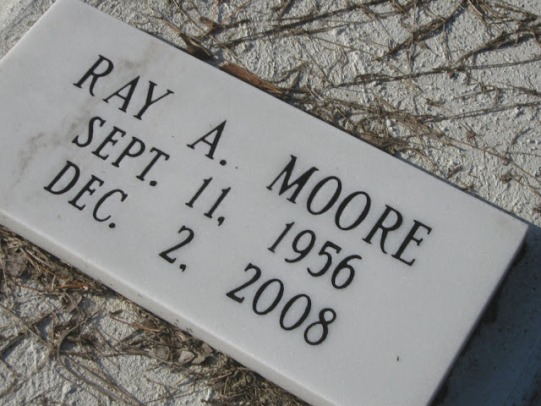 RAY A. MOORE
SEPT. 11, 1956
DEC. 2, 2008